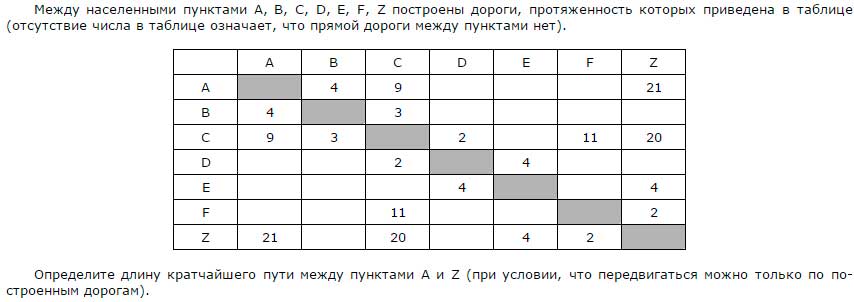 Между населенными пунктами A, B, C, D, E, F, Z построены дороги, протяженность которых приведена в таблице
(отсутствие числа в таблице означает, что прямой дороги между пунктами нет).
A B C D E F Z
A 4 9 21
B 4 3
C 9 3 2 11 20
D 2 4
E 4 4
F 11 2
Z 21 20 4 2
Определите длину кратчайшего пути между пунктами A и Z (при условии, что передвигаться можно только по по-
строенным дорогам).